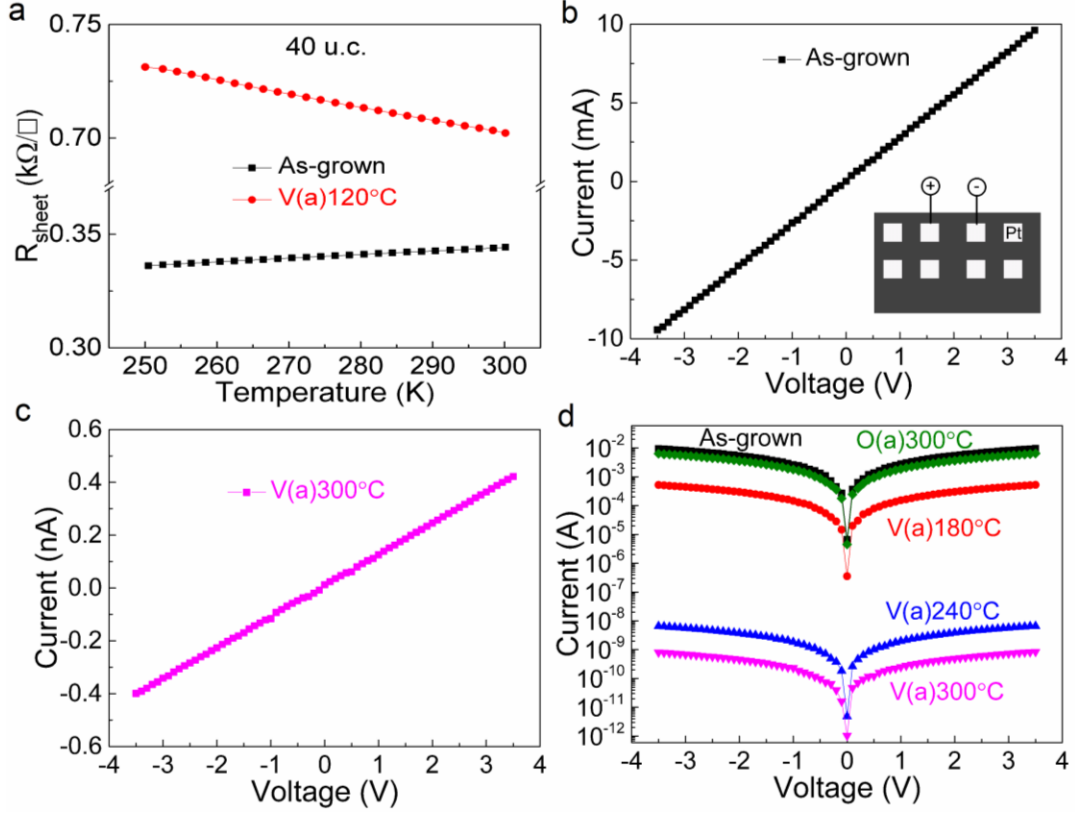 a
40 u.c.
0.75
0.70
0.35
0.30
R_sheet (kΩ/□)
As-grown
V(a)120°C
250 260 270 280 290 300
Temperature (K)
b
10
5
0
-5
-10
Current (mA)
As-grown
+ -
Pt
-4 -3 -2 -1 0 1 2 3 4
Voltage (V)
c
0.6
0.4
0.2
0.0
-0.2
-0.4
-0.6
Current (nA)
V(a)300°C
-4 -3 -2 -1 0 1 2 3 4
Voltage (V)
d
10⁻²
10⁻³
10⁻⁴
10⁻⁵
10⁻⁶
10⁻⁷
10⁻⁸
10⁻⁹
10⁻¹⁰
10⁻¹¹
10⁻¹²
Current (A)
As-grown
O(a)300°C
V(a)180°C
V(a)240°C
V(a)300°C
-4 -3 -2 -1 0 1 2 3 4
Voltage (V)